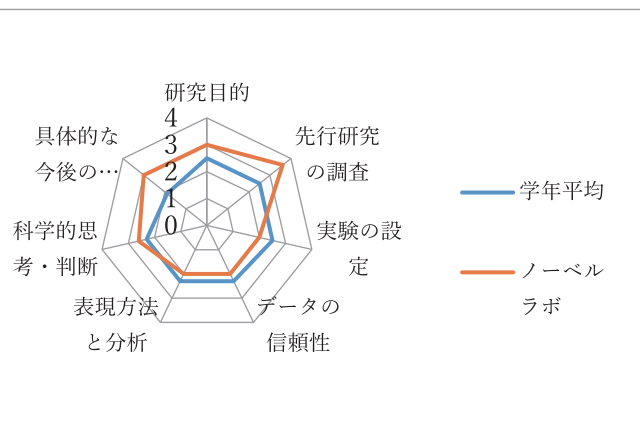 研究目的
4
3
2
1
0
先行研究
の調査
実験の設
定
データの
信頼性
表現方法
と分析
科学的思
考・判断
具体的な
今後の…
学年平均
ノーベル
ラボ